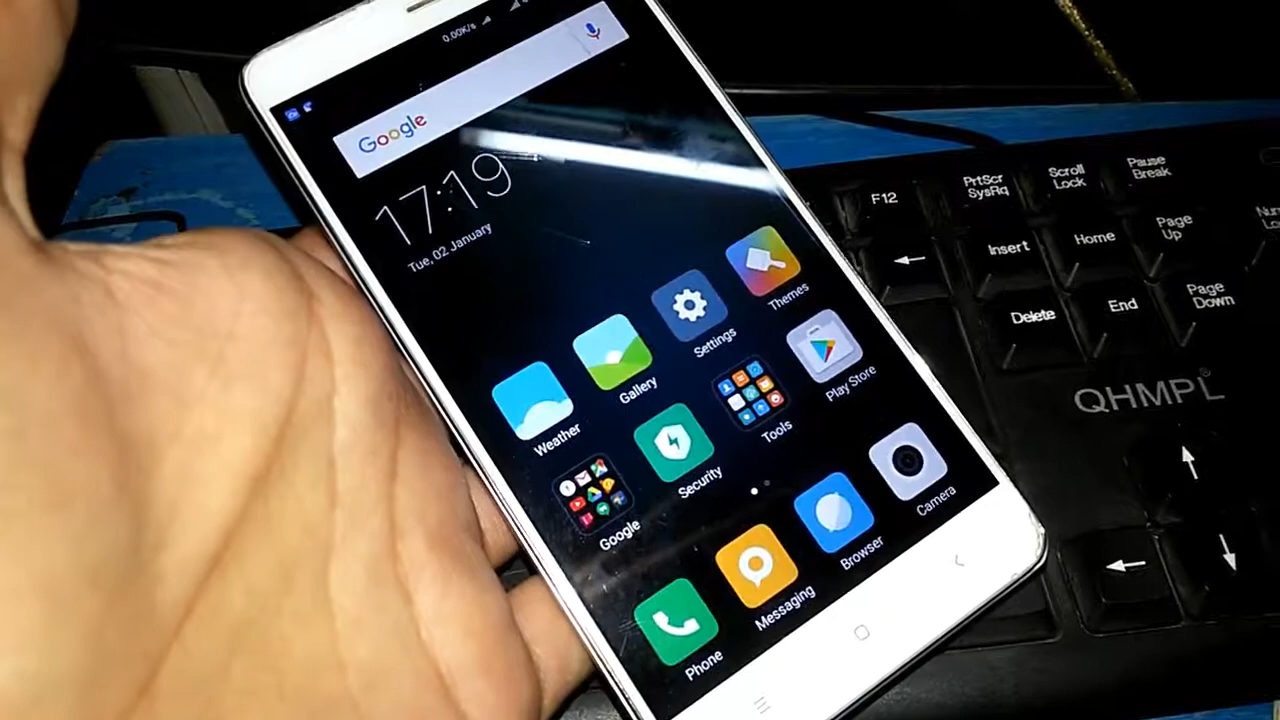 0.00K/s
Google
17:19
Tue, 02 January
Weather
Gallery
Settings
Themes
Google
Security
Tools
Play Store
Phone
Messaging
Browser
Camera
F12
PrtScr
SysRq
Scroll
Lock
Pause
Break
Insert
Home
Page
Up
Delete
End
Page
Down
QHMPL®